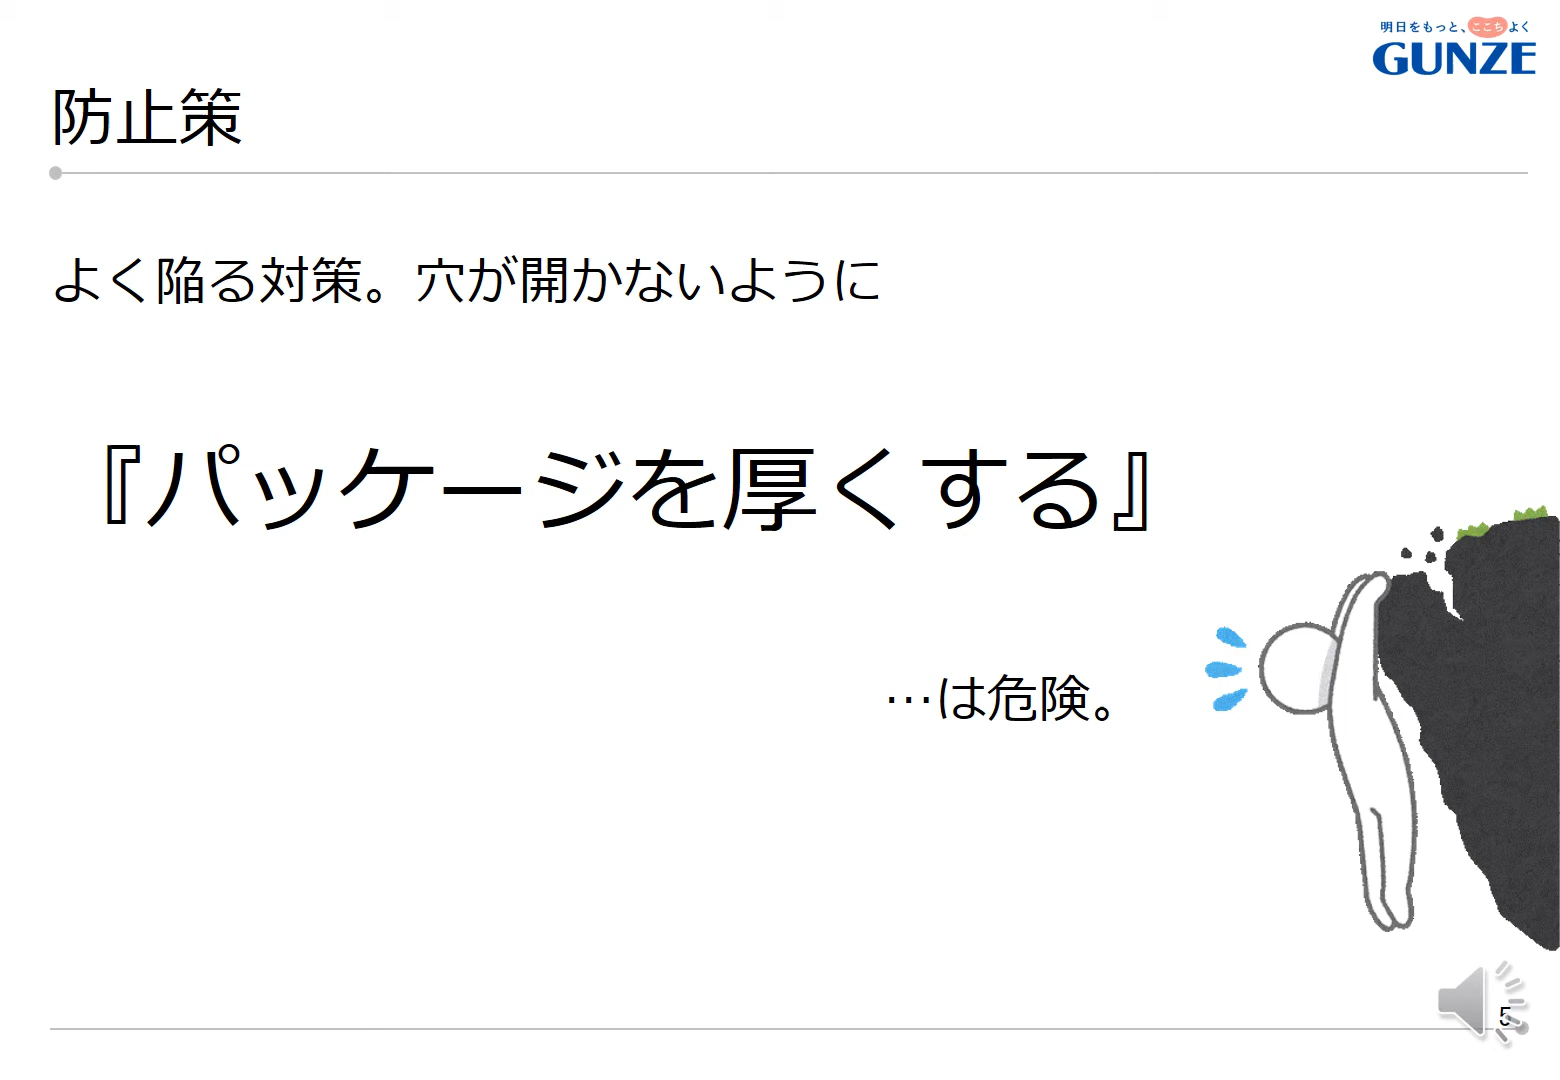 明日をもっと、ここちよく
GUNZE
防止策
よく陥る対策。穴が開かないように
『パッケージを厚くする』
…は危険。
5